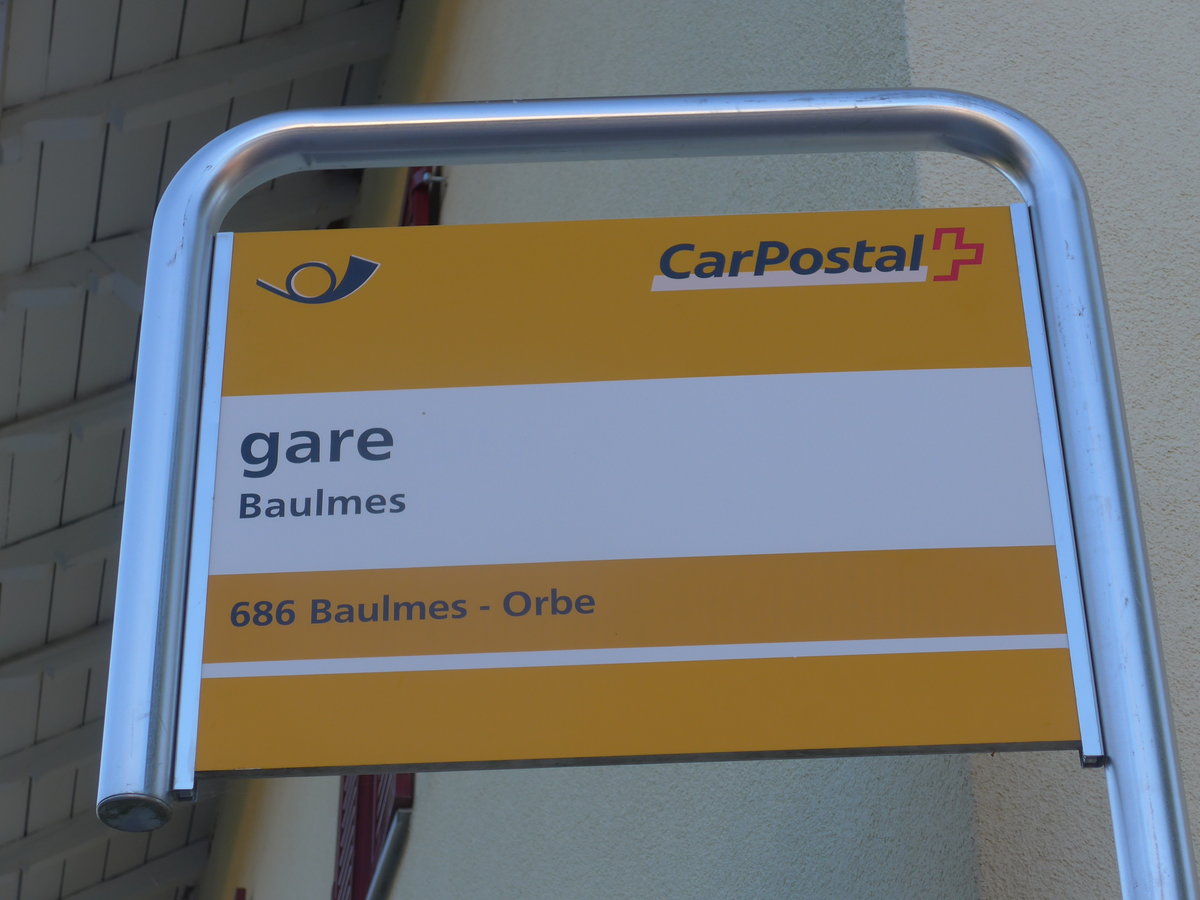 CarPostal
gare
Baulmes
686 Baulmes - Orbe